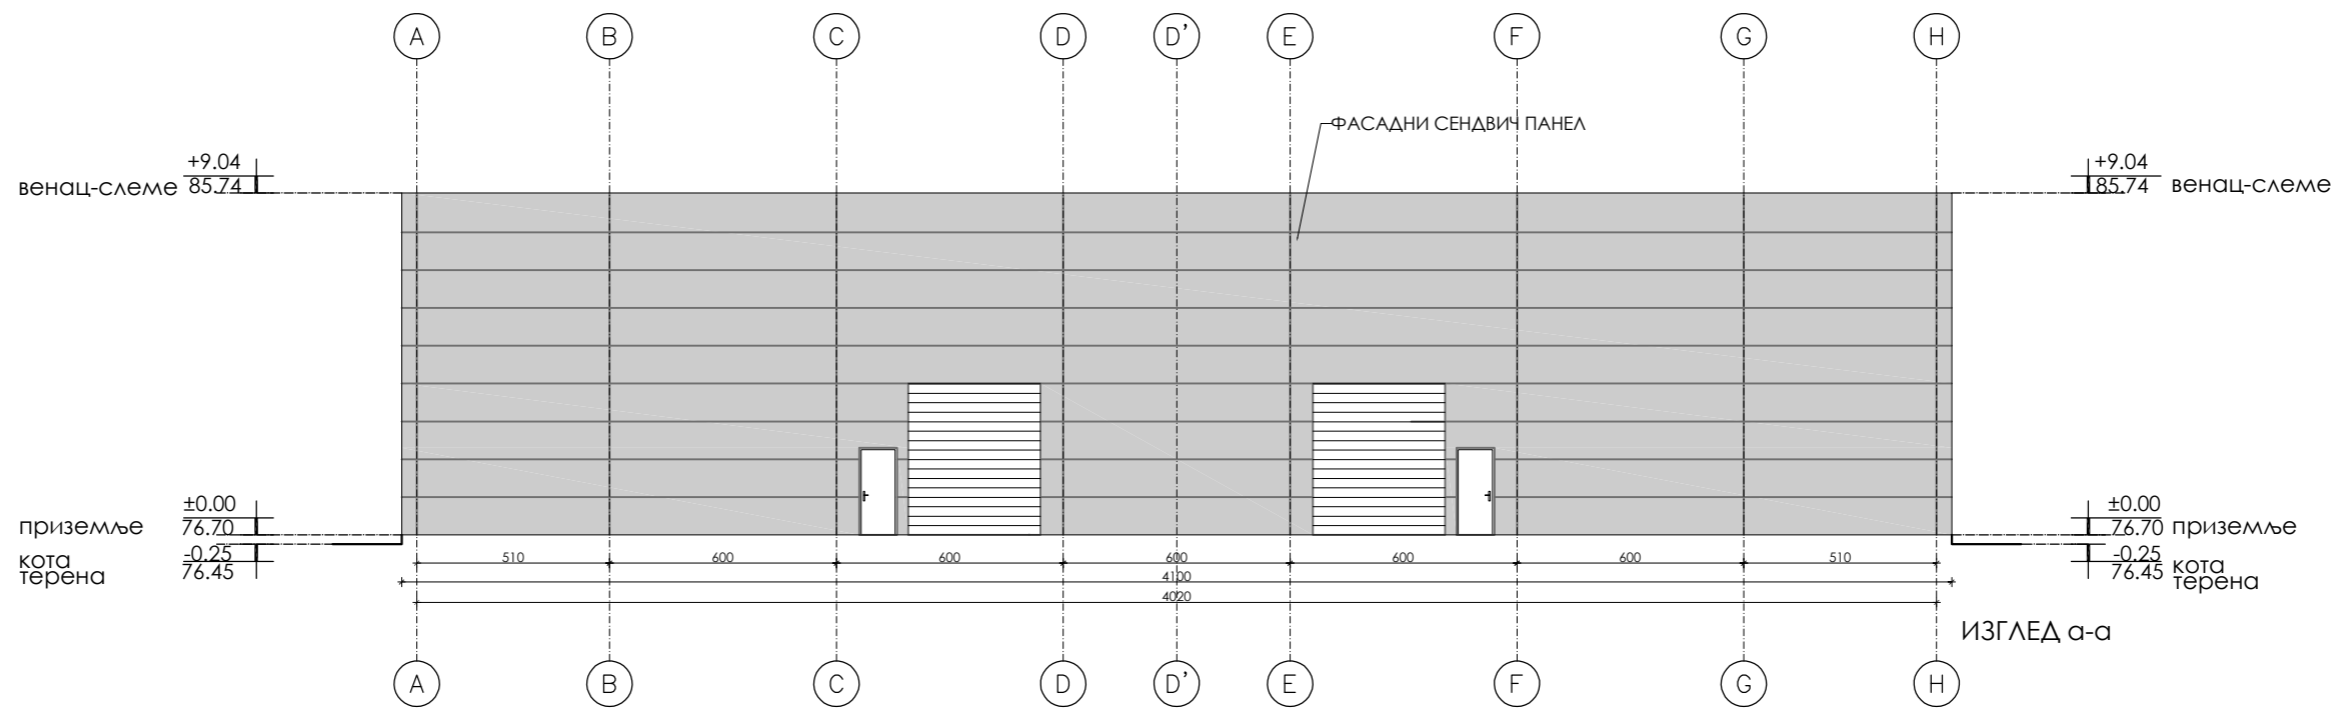 A B C D D' E F G H
ФАСАДНИ СЕНДВИЧ ПАНЕЛ
+9.04
венац-слеме 85.74
+9.04
85.74 венац-слеме
±0.00
приземље 76.70
-0.25
кота
терена 76.45
±0.00
76.70 приземље
-0.25
76.45 кота
терена
510 600 600 600 600 600 510
4100
4020
ИЗГЛЕД а-а
A B C D D' E F G H